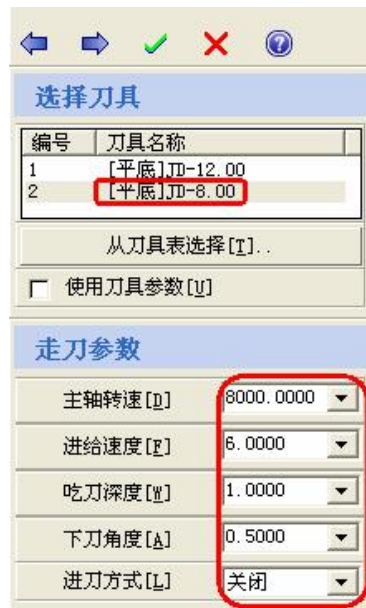 选择刀具
编号 刀具名称
1 [平底]JD-12.00
2 [平底]JD-8.00
从刀具表选择[T]..
使用刀具参数[U]
走刀参数
主轴转速[D] 8000.0000
进给速度[F] 6.0000
吃刀深度[W] 1.0000
下刀角度[A] 0.5000
进刀方式[L] 关闭